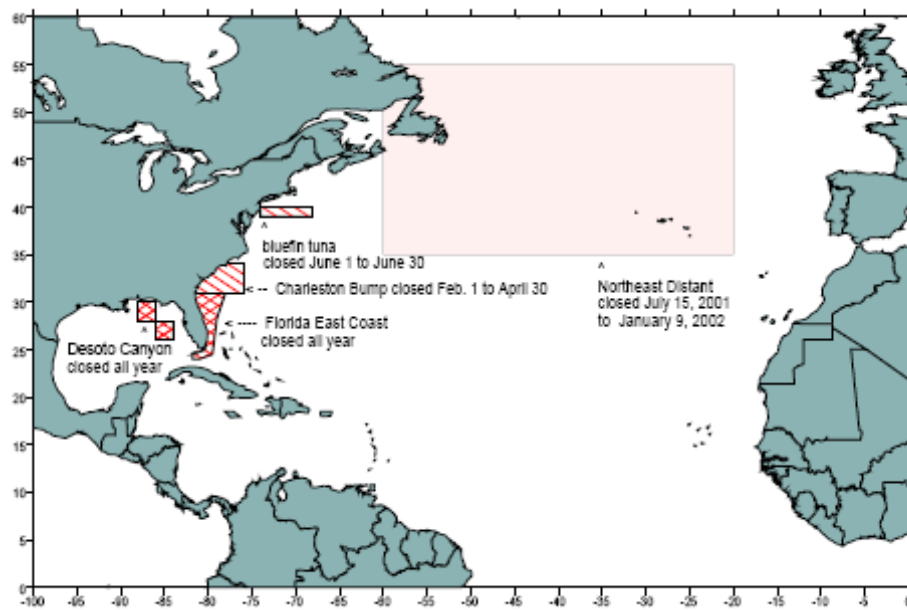 60
55
50
45
40
35
30
25
20
15
10
5
0
^
bluefin tuna
closed June 1 to June 30
< -- Charleston Bump closed Feb. 1 to April 30
^
Northeast Distant
closed July 15, 2001
to January 9, 2002
< ---- Florida East Coast
closed all year
^
Desoto Canyon
closed all year
-100 -95 -90 -85 -80 -75 -70 -65 -60 -55 -50 -45 -40 -35 -30 -25 -20 -15 -10 -5 0